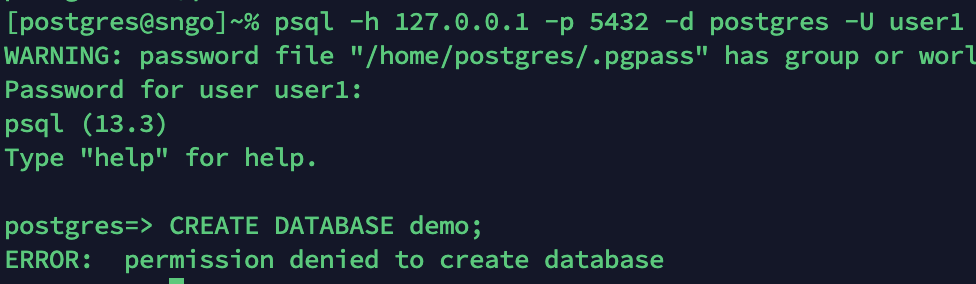 [postgres@sngo]~% psql -h 127.0.0.1 -p 5432 -d postgres -U user1
WARNING: password file "/home/postgres/.pgpass" has group or worl
Password for user user1:
psql (13.3)
Type "help" for help.
postgres=> CREATE DATABASE demo;
ERROR:  permission denied to create database